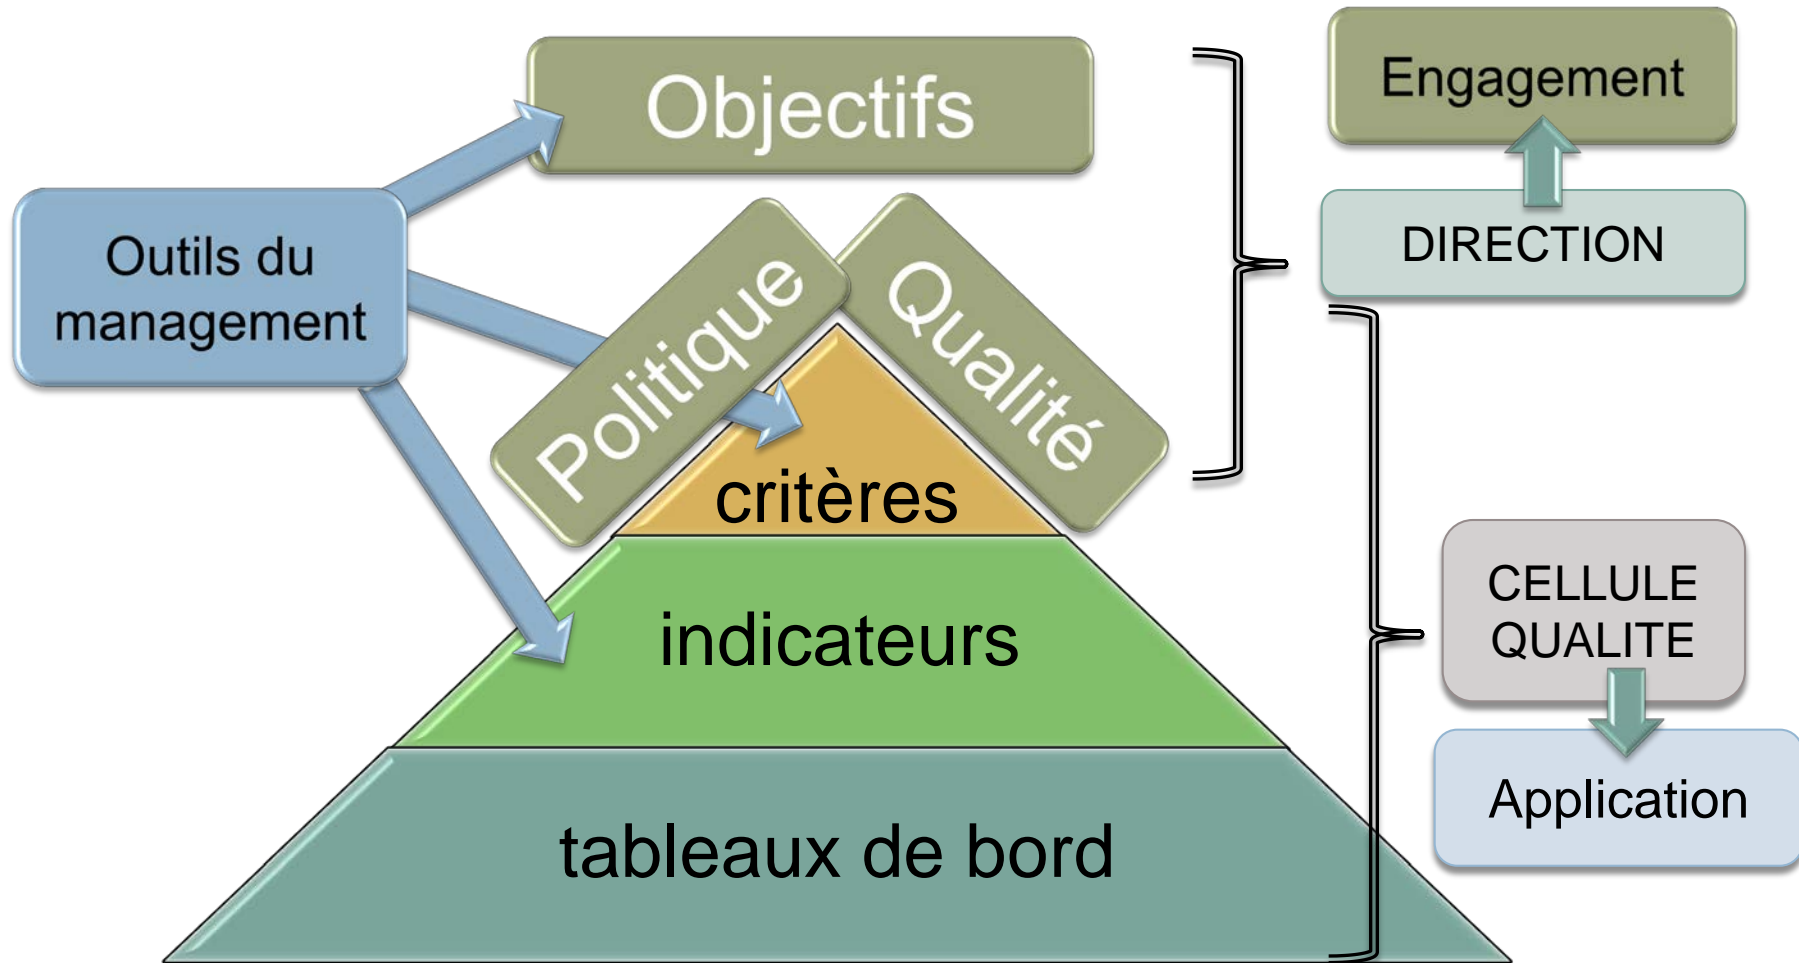 Objectifs
Engagement
Outils du
management
DIRECTION
Politique
Qualité
critères
CELLULE
QUALITE
indicateurs
Application
tableaux de bord